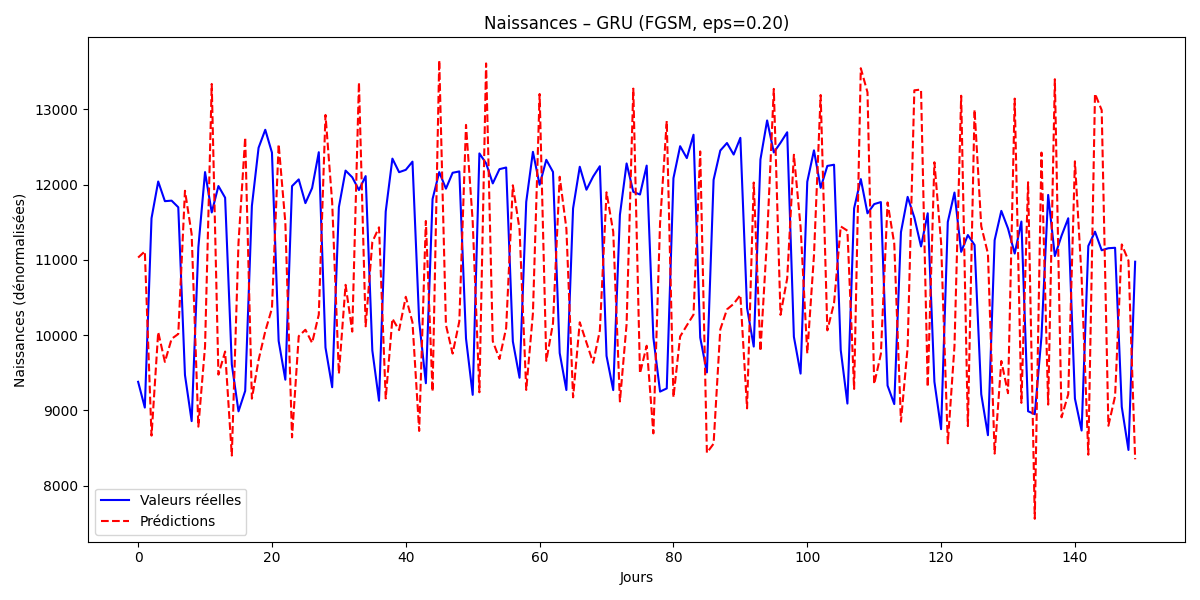 Naissances – GRU (FGSM, eps=0.20)
Naissances (dénormalisées)
13000
12000
11000
10000
9000
8000
Valeurs réelles
Prédictions
0 20 40 60 80 100 120 140
Jours